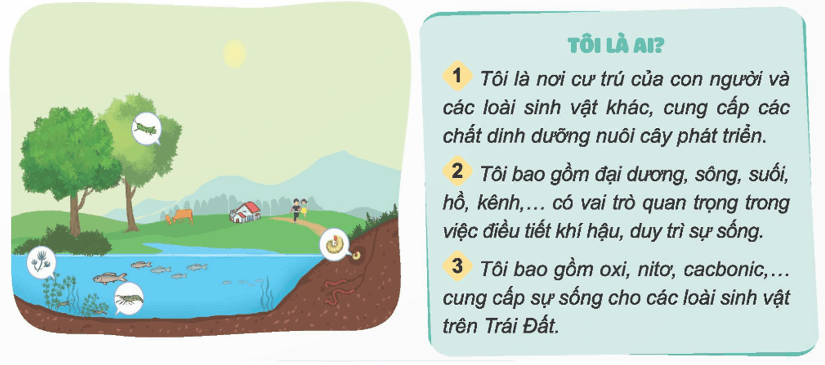 TÔI LÀ AI?
1 Tôi là nơi cư trú của con người và
các loài sinh vật khác, cung cấp các
chất dinh dưỡng nuôi cây phát triển.
2 Tôi bao gồm đại dương, sông, suối,
hồ, kênh,... có vai trò quan trọng trong
việc điều tiết khí hậu, duy trì sự sống.
3 Tôi bao gồm oxi, nitơ, cacbonic,...
cung cấp sự sống cho các loài sinh vật
trên Trái Đất.